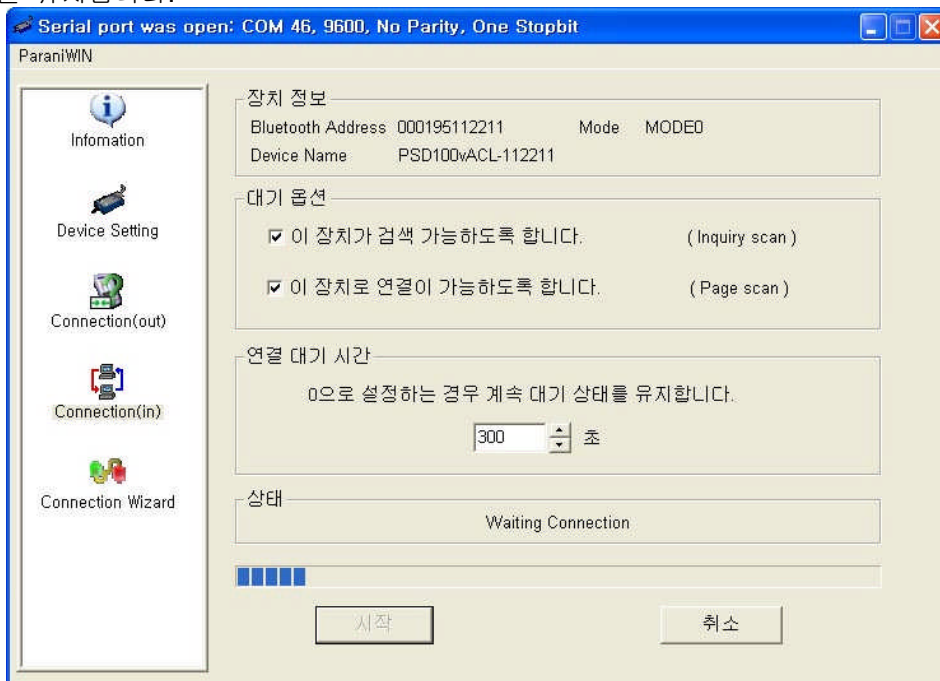 Serial port was open: COM 46, 9600, No Parity, One Stopbit
ParaniWIN
Infomation
Device Setting
Connection(out)
Connection(in)
Connection Wizard
장치 정보
Bluetooth Address 000195112211 Mode MODE0
Device Name PSD100vACL-112211
대기 옵션
이 장치가 검색 가능하도록 합니다. ( Inquiry scan )
이 장치로 연결이 가능하도록 합니다. ( Page scan )
연결 대기 시간
0으로 설정하는 경우 계속 대기 상태를 유지합니다.
300 초
상태
Waiting Connection
시작 취소